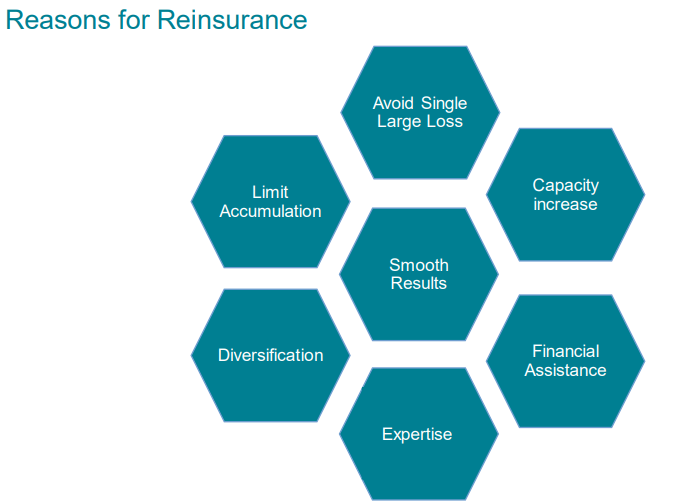 Reasons for Reinsurance
Avoid Single
Large Loss
Limit
Accumulation
Capacity
increase
Smooth
Results
Diversification
Financial
Assistance
Expertise